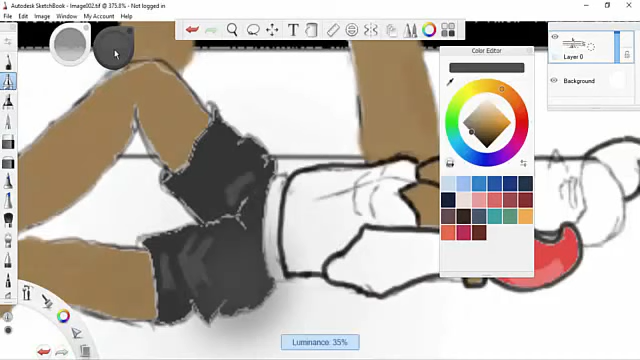 Autodesk SketchBook - Image002.tif @ 375.8% - Not logged in
File Edit Image Window My Account Help
Color Editor
Layer 0
Background
Luminance: 35%